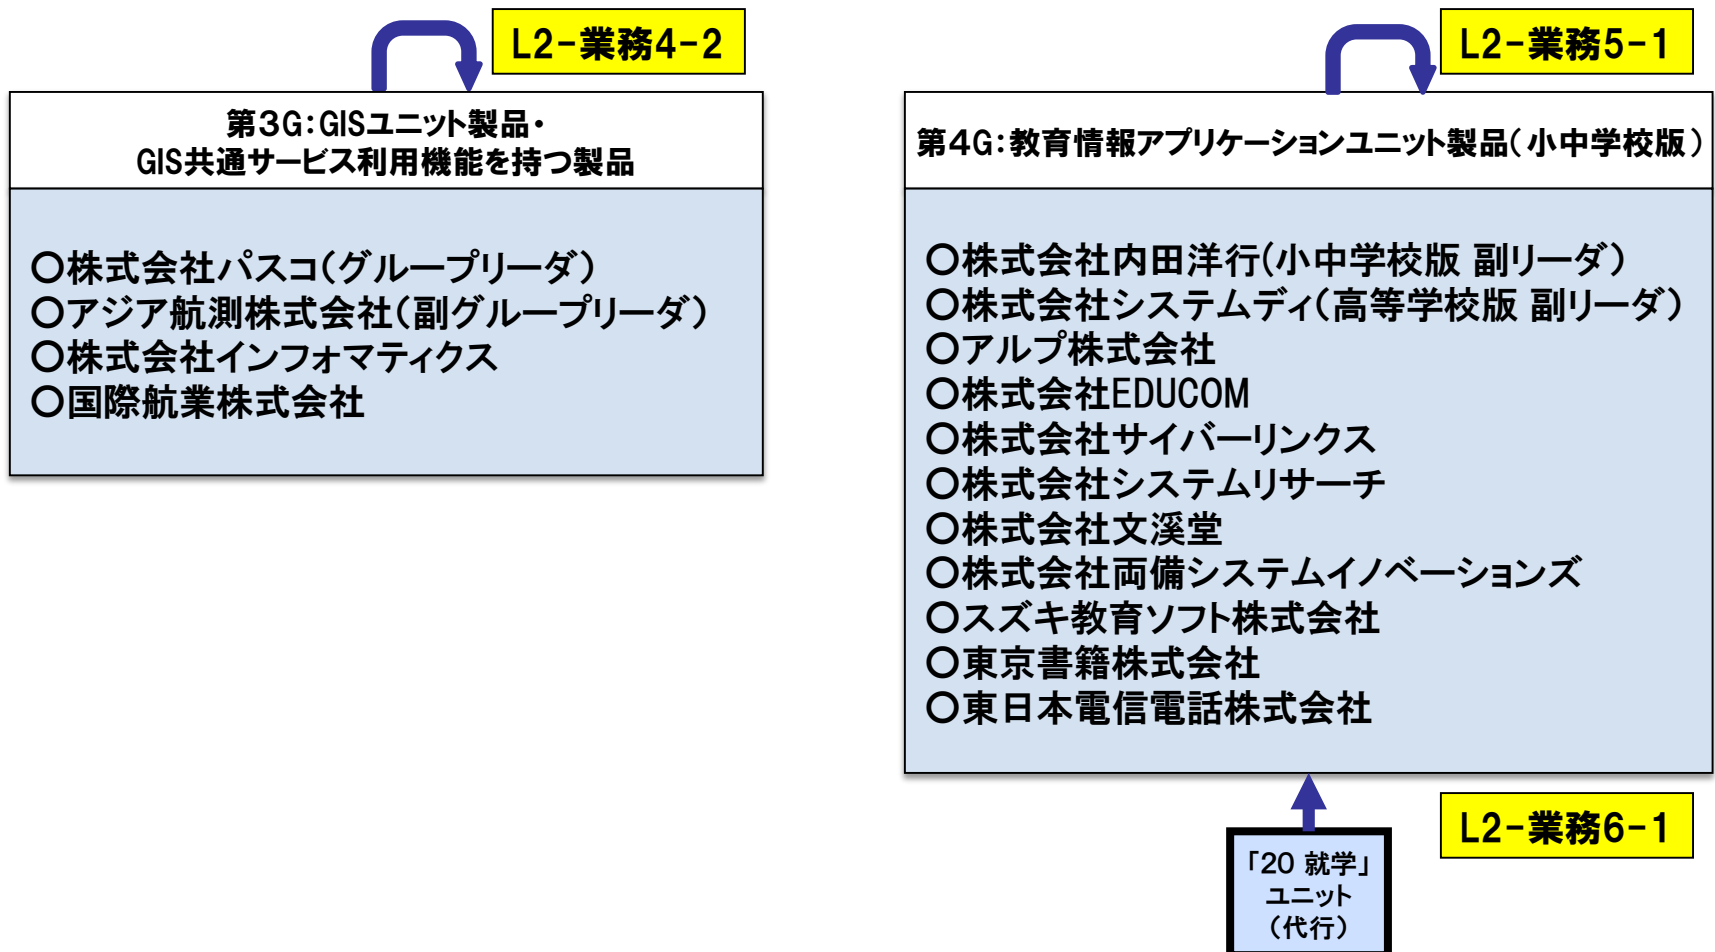 L2-業務4-2
第3G:GISユニット製品・
GIS共通サービス利用機能を持つ製品
○株式会社パスコ(グループリーダ)
○アジア航測株式会社(副グループリーダ)
○株式会社インフォマティクス
○国際航業株式会社
L2-業務5-1
第4G:教育情報アプリケーションユニット製品(小中学校版)
○株式会社内田洋行(小中学校版 副リーダ)
○株式会社システムディ(高等学校版 副リーダ)
○アルプ株式会社
○株式会社EDUCOM
○株式会社サイバーリンクス
○株式会社システムリサーチ
○株式会社文溪堂
○株式会社両備システムイノベーションズ
○スズキ教育ソフト株式会社
○東京書籍株式会社
○東日本電信電話株式会社
L2-業務6-1
「20 就学」
ユニット
(代行)